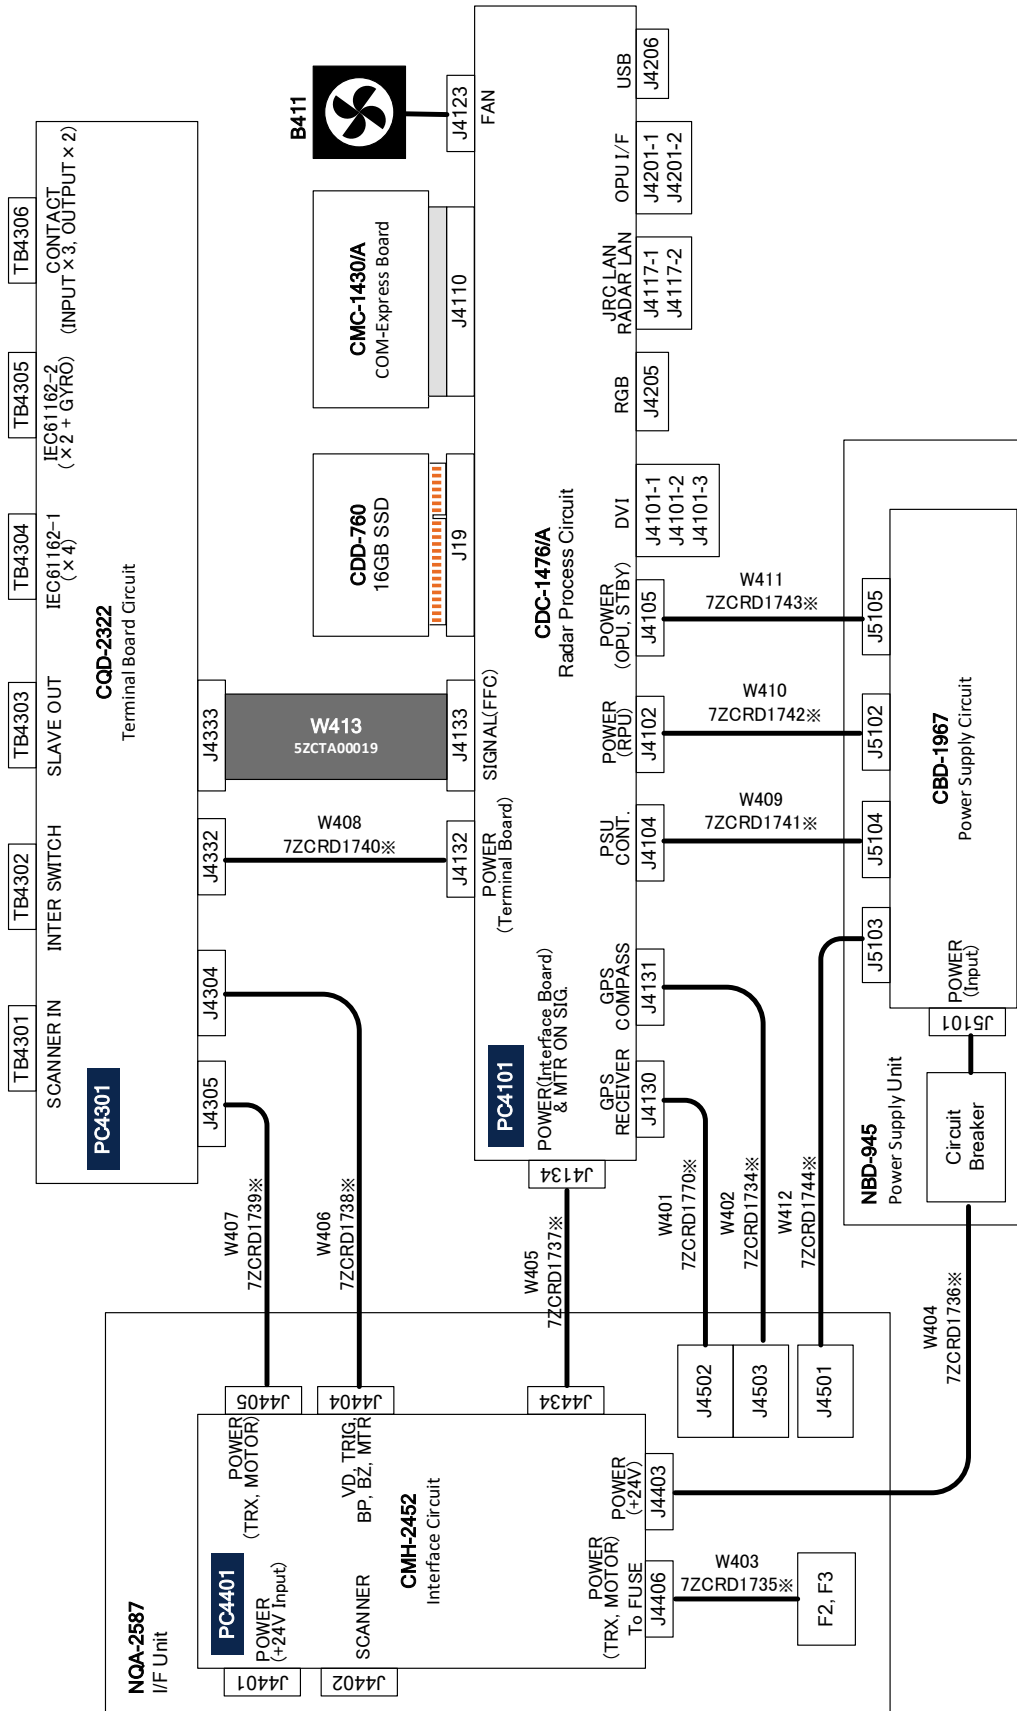 NQA-2587
I/F Unit
PC4401
POWER
(+24V Input)
J4401
SCANNER
J4402
CMH-2452
Interface Circuit
POWER
(TRX, MOTOR)
J4405
VD, TRIG,
BP, BZ, MTR
J4404
J4434
POWER
(TRX, MOTOR)
To FUSE
J4406
POWER
(+24V)
J4403
W403
7ZCRD1735※
F2, F3
J4502
J4503
J4501
W407
7ZCRD1739※
W406
7ZCRD1738※
W405
7ZCRD1737※
W401
7ZCRD1770※
W402
7ZCRD1734※
W412
7ZCRD1744※
W404
7ZCRD1736※
TB4301
SCANNER IN
TB4302
INTER SWITCH
TB4303
SLAVE OUT
TB4304
IEC61162-1
(×4)
TB4305
IEC61162-2
(×2 + GYRO)
TB4306
CONTACT
(INPUT×3, OUTPUT×2)
PC4301
CQD-2322
Terminal Board Circuit
J4305
J4304
J4332
J4333
W408
7ZCRD1740※
W413
5ZCTA00019
CDD-760
16GB SSD
J19
CMC-1430/A
COM-Express Board
J4110
B411
J4123
FAN
J4132
POWER
(Terminal Board)
J4133
SIGNAL(FFC)
J4134
POWER(Interface Board)
& MTR ON SIG.
PC4101
CDC-1476/A
Radar Process Circuit
GPS
RECEIVER
J4130
GPS
COMPASS
J4131
PSU
CONT.
J4104
POWER
(RPU)
J4102
POWER
(OPU, STBY)
J4105
DVI
J4101-1
J4101-2
J4101-3
RGB
J4205
JRC LAN
RADAR LAN
J4117-1
J4117-2
OPU I/F
J4201-1
J4201-2
USB
J4206
W409
7ZCRD1741※
W410
7ZCRD1742※
W411
7ZCRD1743※
NBD-945
Power Supply Unit
Circuit
Breaker
J5101
POWER
(Input)
J5103
J5104
J5102
J5105
CBD-1967
Power Supply Circuit